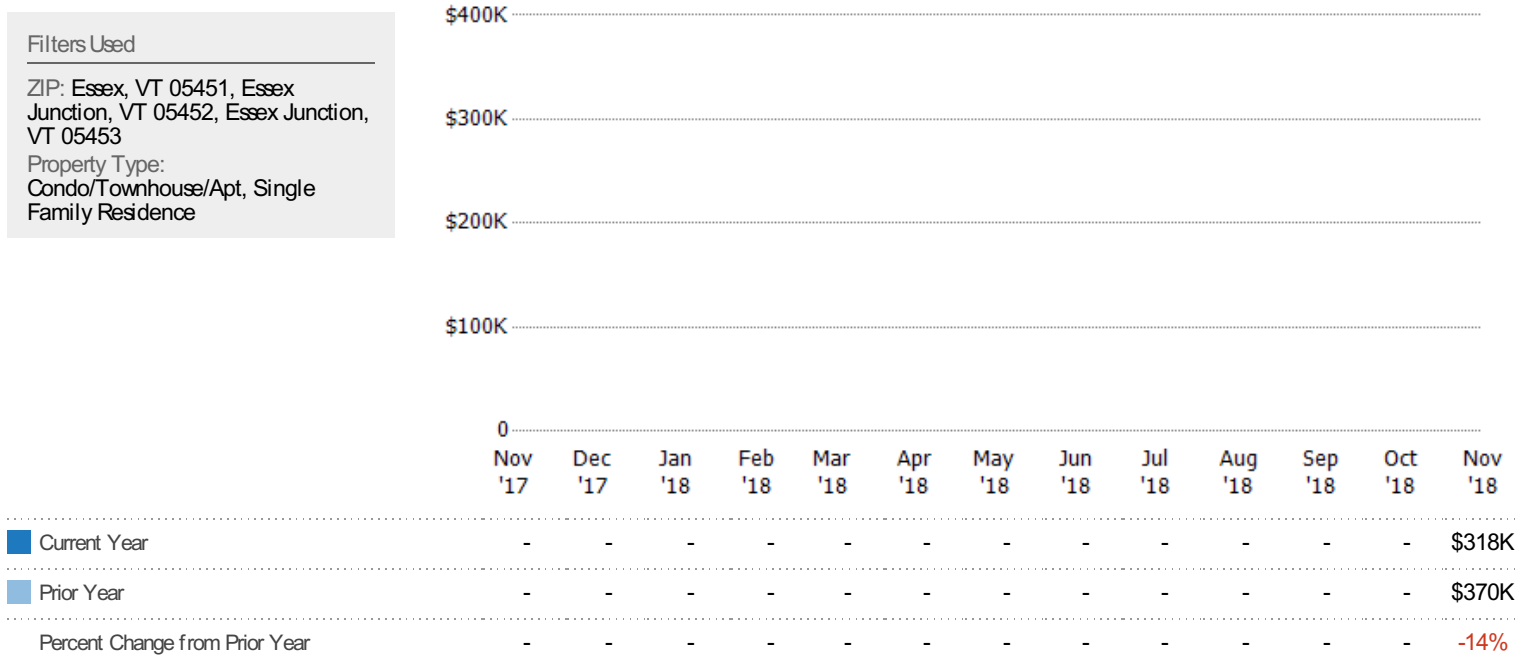 Filters Used
ZIP: Essex, VT 05451, Essex
Junction, VT 05452, Essex Junction,
VT 05453
Property Type:
Condo/Townhouse/Apt, Single
Family Residence
$400K
$300K
$200K
$100K
0
Nov Dec Jan Feb Mar Apr May Jun Jul Aug Sep Oct Nov
'17 '17 '18 '18 '18 '18 '18 '18 '18 '18 '18 '18 '18
Current Year - - - - - - - - - - - - $318K
Prior Year - - - - - - - - - - - - $370K
Percent Change from Prior Year - - - - - - - - - - - - -14%